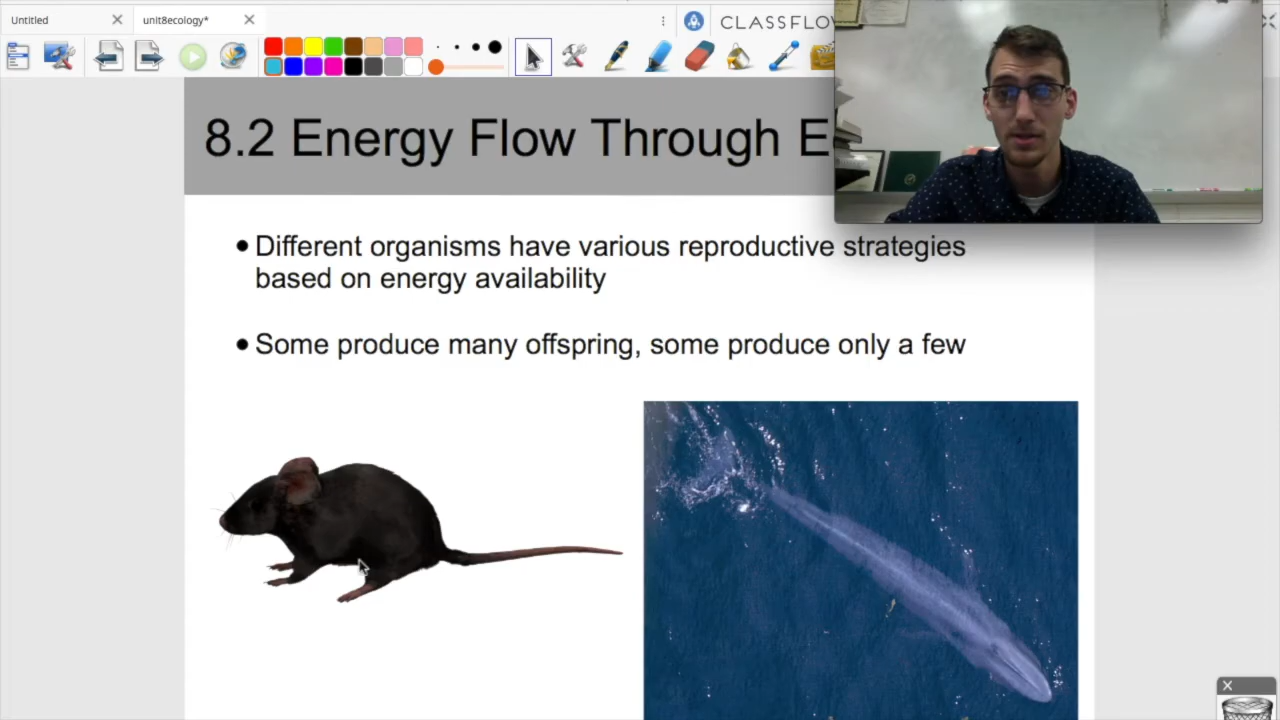 Untitled
unit8ecology*
CLASSFLOW
8.2 Energy Flow Through E
• Different organisms have various reproductive strategies
based on energy availability
• Some produce many offspring, some produce only a few